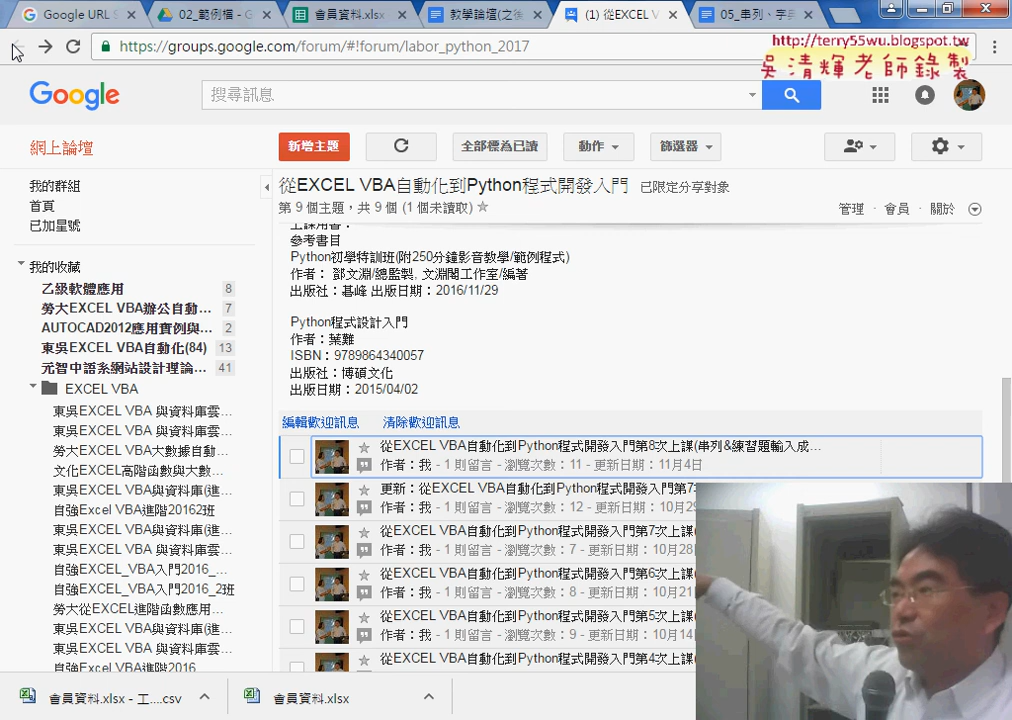 Google URL S
02_範例檔 - G
會員資料.xlsx
教學論壇(之後
(1) 從EXCEL V
05_串列、字
https://groups.google.com/forum/#!forum/labor_python_2017
http://terry55wu.blogspot.tw
吳清輝老師錄製
Google
搜尋訊息
網上論壇
新增主題
全部標為已讀
動作
篩選器
我的群組
首頁
已加星號
從EXCEL VBA自動化到Python程式開發入門 已限定分享對象
第 9 個主題，共 9 個 (1 個未讀取)
管理 · 會員 · 關於
我的收藏
乙級軟體應用 8
勞大EXCEL VBA辦公自動... 7
AUTOCAD2012應用實例與... 2
東吳EXCEL VBA自動化(84) 13
元智中語系網站設計理論... 41
EXCEL VBA
東吳EXCEL VBA 與資料庫雲...
東吳EXCEL VBA 與資料庫雲...
勞大EXCEL VBA大數據自動...
文化EXCEL高階函數與大數...
東吳EXCEL VBA與資料庫(進...
自強Excel VBA進階20162班
東吳EXCEL VBA與資料庫(進...
東吳EXCEL VBA與資料庫雲...
自強EXCEL_VBA入門2016_...
自強EXCEL_VBA入門2016_2班
勞大從EXCEL進階函數應用...
東吳EXCEL VBA與資料庫(進...
東吳EXCEL VBA與資料庫雲...
自強Excel VBA進階2016
上課用書：
參考書目
Python初學特訓班(附250分鐘影音教學/範例程式)
作者： 鄧文淵/總監製, 文淵閣工作室/編著
出版社：碁峰 出版日期：2016/11/29
Python程式設計入門
作者：葉難
ISBN：9789864340057
出版社：博碩文化
出版日期：2015/04/02
編輯歡迎訊息 清除歡迎訊息
從EXCEL VBA自動化到Python程式開發入門第8次上課(串列&練習題輸入成...
作者：我 - 1 則留言 - 瀏覽次數：11 - 更新日期：11月4日
更新：從EXCEL VBA自動化到Python程式開發入門第7
作者：我 - 1 則留言 - 瀏覽次數：12 - 更新日期：10月29
從EXCEL VBA自動化到Python程式開發入門第7次上課(
作者：我 - 1 則留言 - 瀏覽次數：7 - 更新日期：10月28
從EXCEL VBA自動化到Python程式開發入門第6次上課(
作者：我 - 1 則留言 - 瀏覽次數：8 - 更新日期：10月21
從EXCEL VBA自動化到Python程式開發入門第5次上課(
作者：我 - 1 則留言 - 瀏覽次數：9 - 更新日期：10月14
從EXCEL VBA自動化到Python程式開發入門第4次上課(
會員資料.xlsx - 工....csv
會員資料.xlsx